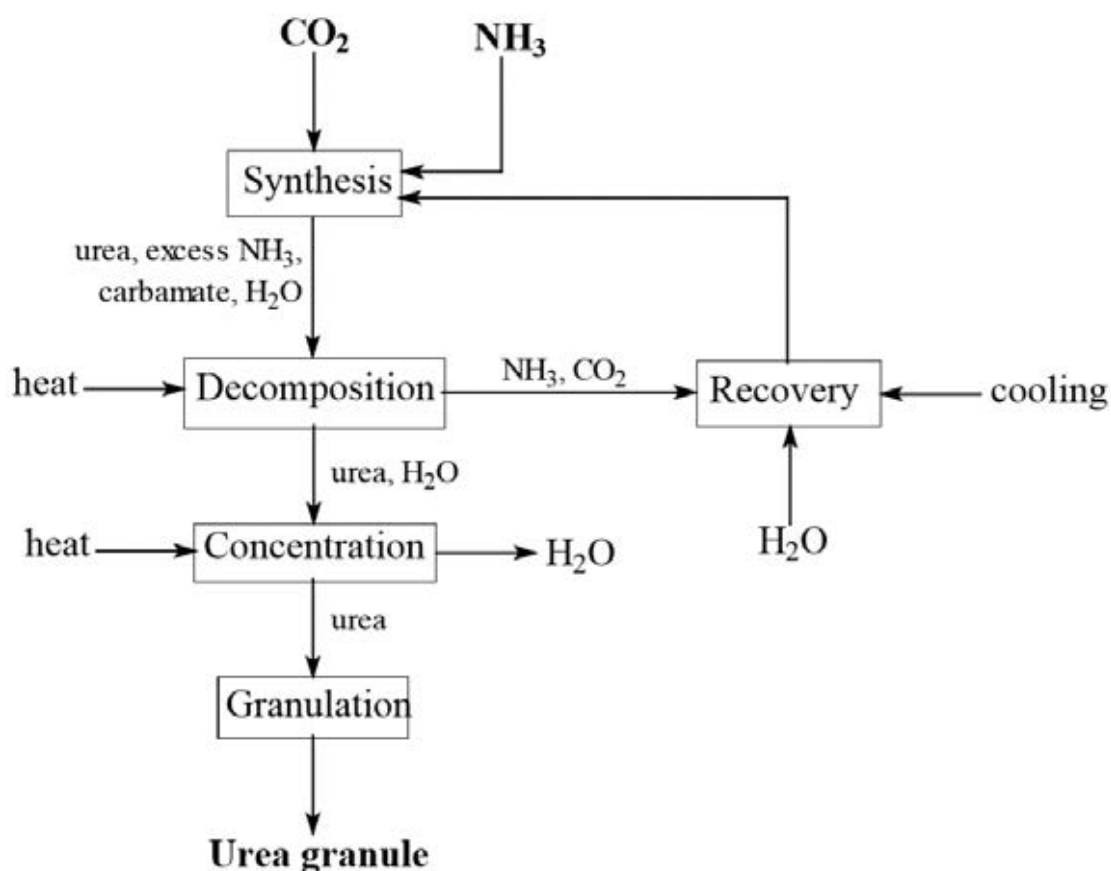 CO₂
NH₃
Synthesis
urea, excess NH₃,
carbamate, H₂O
heat
Decomposition
NH₃, CO₂
Recovery
cooling
urea, H₂O
H₂O
heat
Concentration
H₂O
urea
Granulation
Urea granule